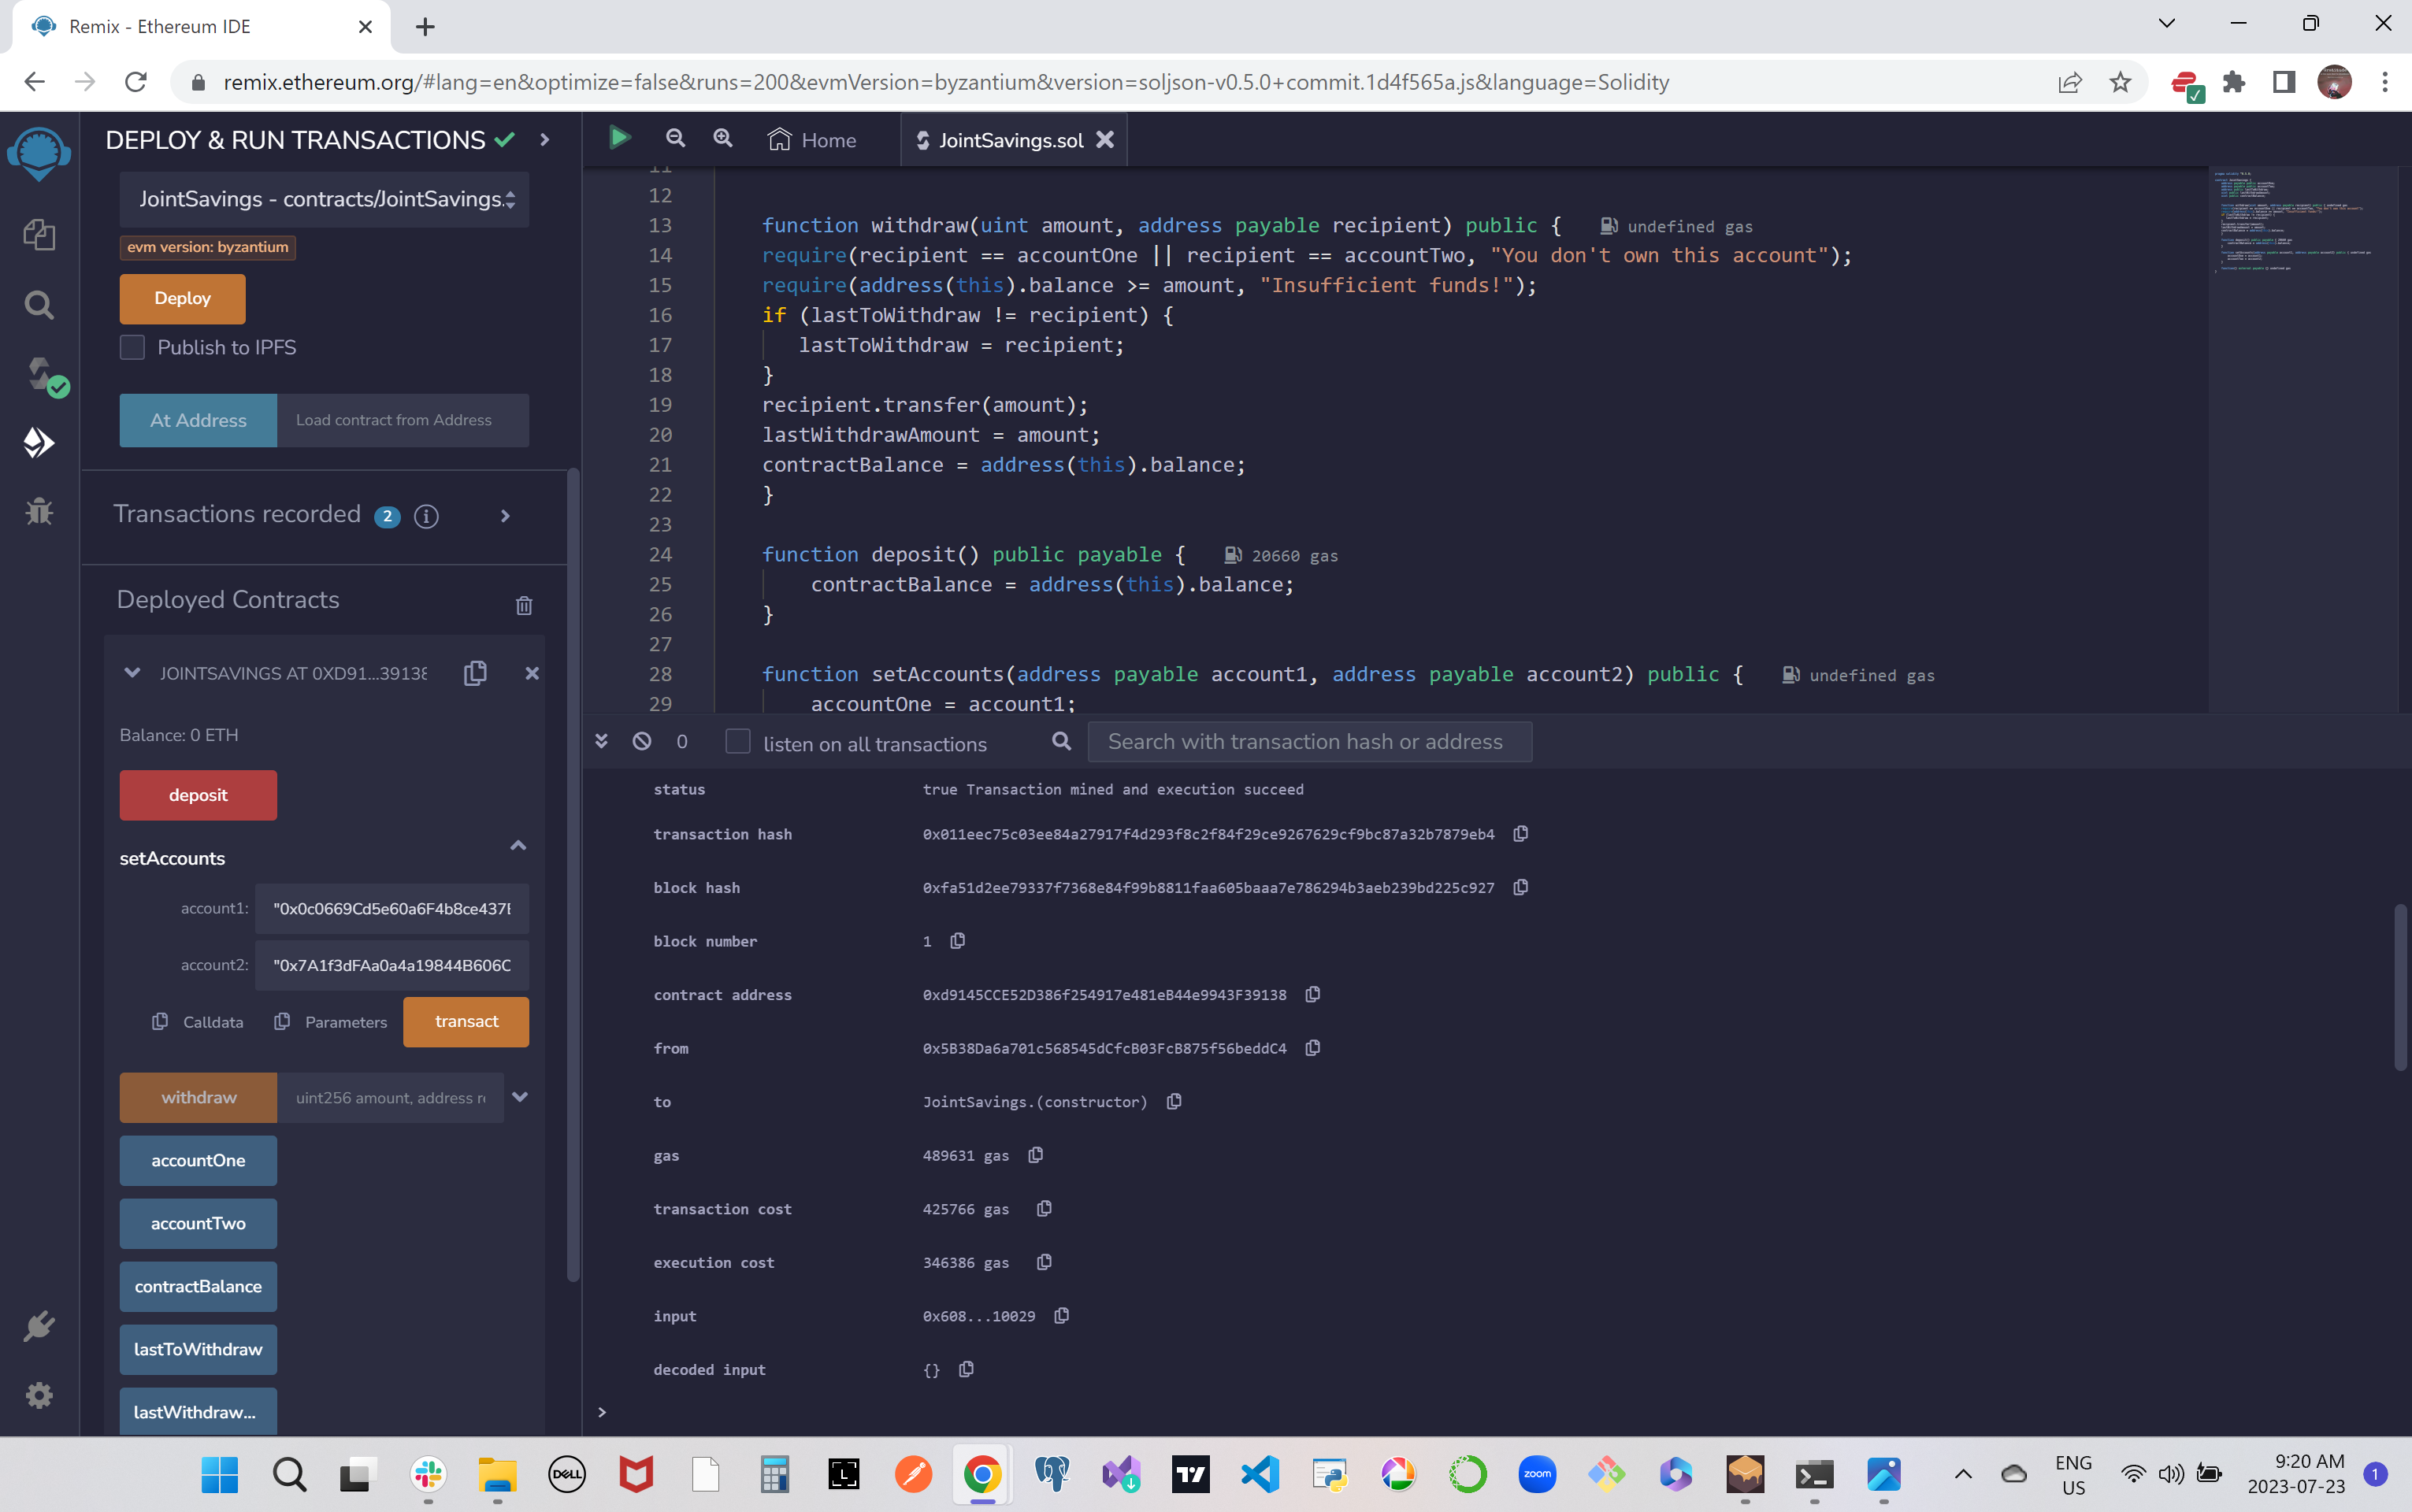 Remix - Ethereum IDE
remix.ethereum.org/#lang=en&optimize=false&runs=200&evmVersion=byzantium&version=soljson-v0.5.0+commit.1d4f565a.js&language=Solidity
DEPLOY & RUN TRANSACTIONS
JointSavings - contracts/JointSavings.
evm version: byzantium
Deploy
Publish to IPFS
At Address
Load contract from Address
Transactions recorded 2 i
Deployed Contracts
JOINTSAVINGS AT 0XD91...39138
Balance: 0 ETH
deposit
setAccounts
account1: "0x0c0669Cd5e60a6F4b8ce437E
account2: "0x7A1f3dFAa0a4a19844B606C
Calldata
Parameters
transact
withdraw
uint256 amount, address re
accountOne
accountTwo
contractBalance
lastToWithdraw
lastWithdraw...
Home
JointSavings.sol
11
12
13 function withdraw(uint amount, address payable recipient) public { undefined gas
14 require(recipient == accountOne || recipient == accountTwo, "You don't own this account");
15 require(address(this).balance >= amount, "Insufficient funds!");
16 if (lastToWithdraw != recipient) {
17 lastToWithdraw = recipient;
18 }
19 recipient.transfer(amount);
20 lastWithdrawAmount = amount;
21 contractBalance = address(this).balance;
22 }
23
24 function deposit() public payable { 20660 gas
25 contractBalance = address(this).balance;
26 }
27
28 function setAccounts(address payable account1, address payable account2) public { undefined gas
29 accountOne = account1;
0
listen on all transactions
Search with transaction hash or address
status true Transaction mined and execution succeed
transaction hash 0x011eec75c03ee84a27917f4d293f8c2f84f29ce9267629cf9bc87a32b7879eb4
block hash 0xfa51d2ee79337f7368e84f99b8811faa605baaa7e786294b3aeb239bd225c927
block number 1
contract address 0xd9145CCE52D386f254917e481eB44e9943F39138
from 0x5B38Da6a701c568545dCfcB03FcB875f56beddC4
to JointSavings.(constructor)
gas 489631 gas
transaction cost 425766 gas
execution cost 346386 gas
input 0x608...10029
decoded input {}
>
DELL
L
zoom
ENG
US
9:20 AM
2023-07-23
1